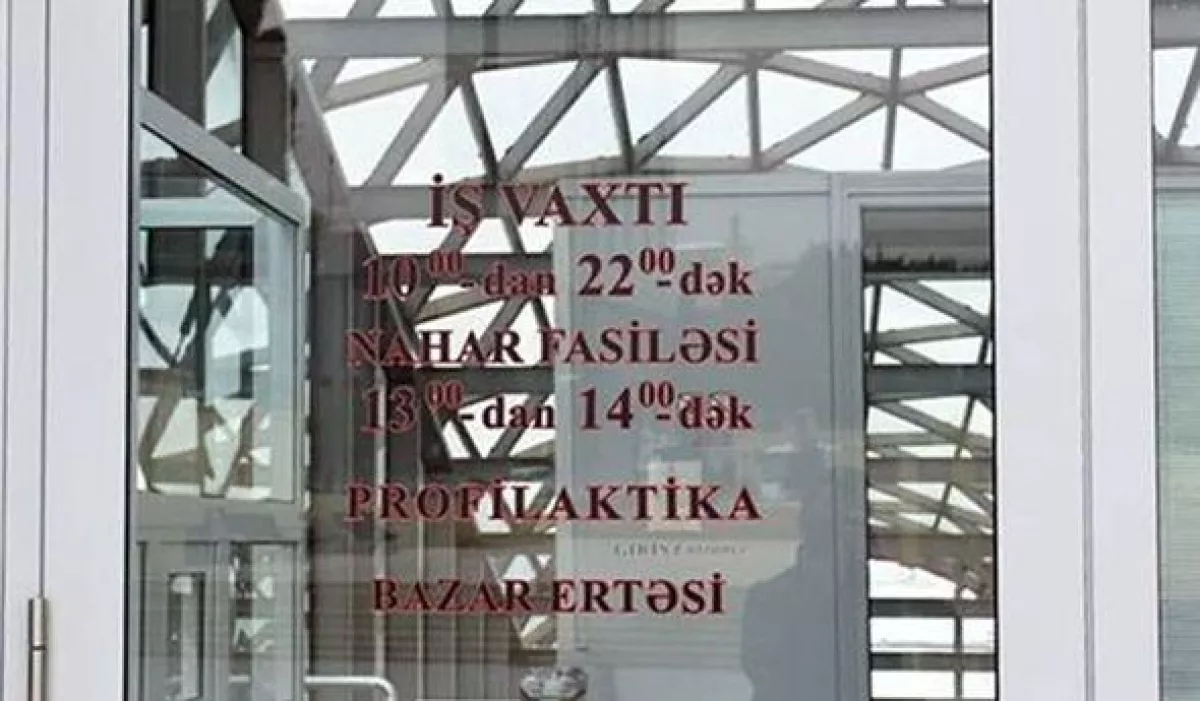 İŞ VAXTI
10⁰⁰-dan 22⁰⁰-dək
NAHAR FASİLƏSİ
13⁰⁰-dan 14⁰⁰-dək
PROFİLAKTİKA
BAZAR ERTƏSİ